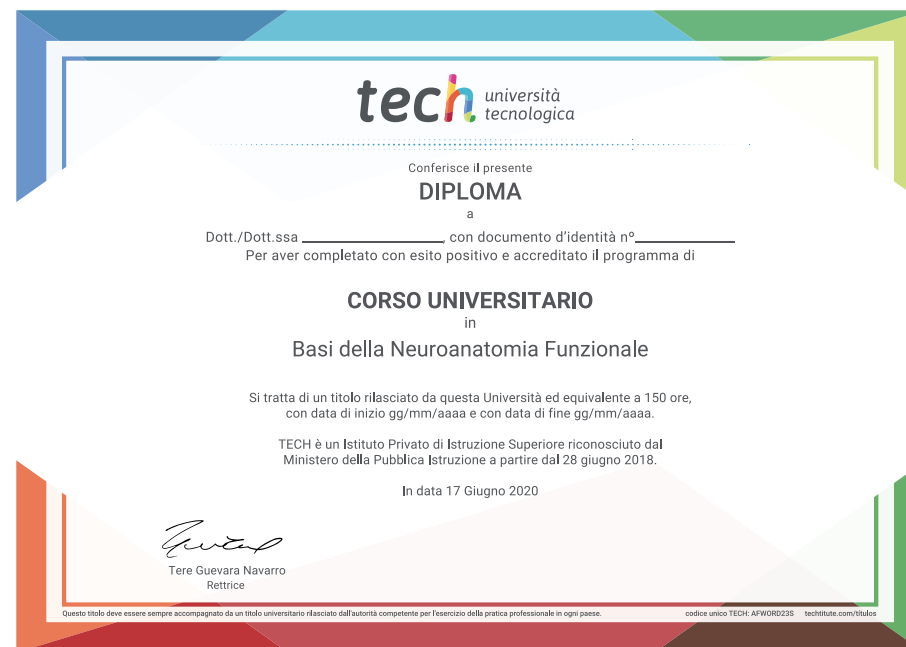 tech università
tecnologica
Conferisce il presente
DIPLOMA
a
Dott./Dott.ssa ____________________, con documento d'identità nº______________
Per aver completato con esito positivo e accreditato il programma di
CORSO UNIVERSITARIO
in
Basi della Neuroanatomia Funzionale
Si tratta di un titolo rilasciato da questa Università ed equivalente a 150 ore,
con data di inizio gg/mm/aaaa e con data di fine gg/mm/aaaa.
TECH è un Istituto Privato di Istruzione Superiore riconosciuto dal
Ministero della Pubblica Istruzione a partire dal 28 giugno 2018.
In data 17 Giugno 2020
Tere Guevara Navarro
Rettrice
Questo titolo deve essere sempre accompagnato da un titolo universitario rilasciato dall'autorità competente per l'esercizio della pratica professionale in ogni paese. codice unico TECH: AFWORD23S techtitute.com/titulos